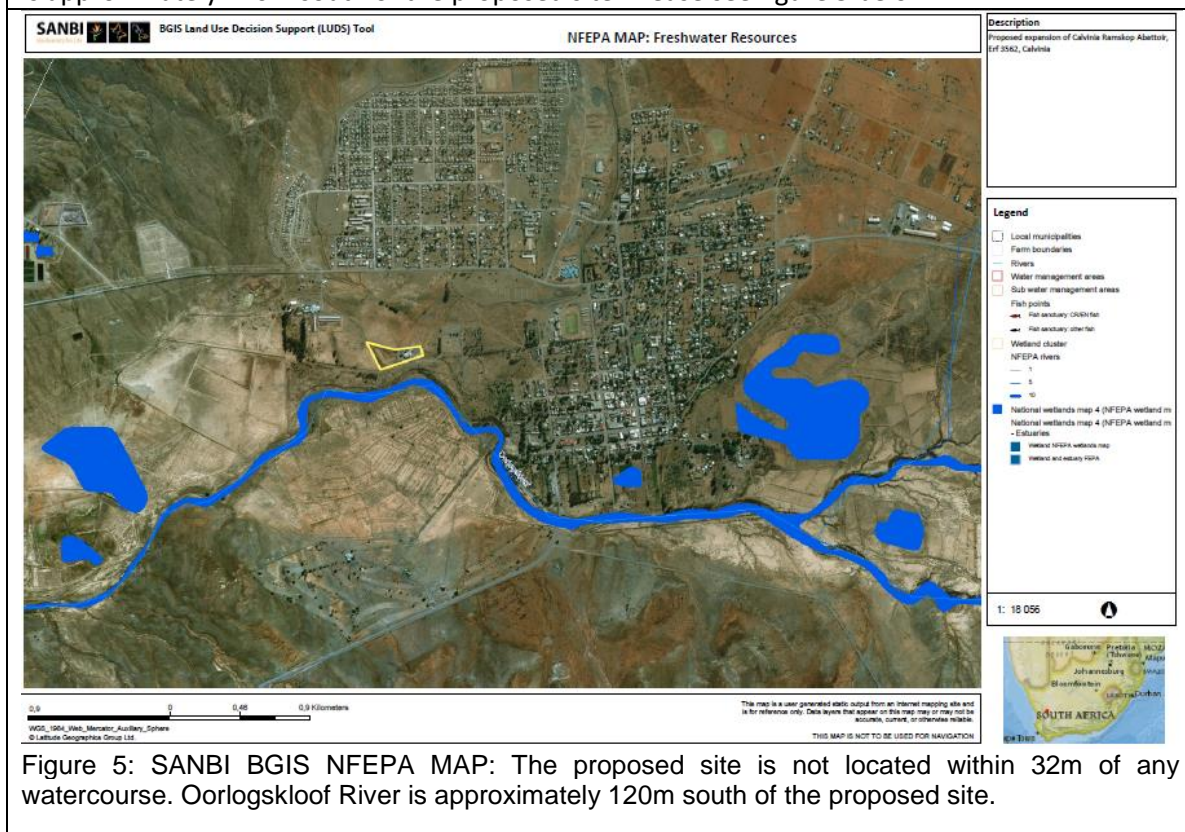 SANBI
BGIS Land Use Decision Support (LUDS) Tool
NFEPA MAP: Freshwater Resources
Description
Proposed expansion of Calvinia Ramskop Abattoir,
Erf 3562, Calvinia
Legend
Local municipalities
Farm boundaries
Rivers
Water management areas
Sub water management areas
Fish points
Fish sanctuary: CR/EN fish
Fish sanctuary: other fish
Wetland cluster
NFEPA rivers
1
5
10
National wetlands map 4 (NFEPA wetland m
National wetlands map 4 (NFEPA wetland m
- Estuaries
Wetland NFEPA wetlands map
Wetland and estuary FEPA
Oorlogskloof
1: 18 056
Gaborone
Pretoria
(Tshwane)
Johannesburg
Bloemfontein
Durban
SOUTH AFRICA
0,9
0
0,46
0,9 Kilometers
WGS_1984_Web_Mercator_Auxiliary_Sphere
© Latitude Geographics Group Ltd.
This map is a user generated static output from an Internet mapping site and
is for reference only. Data layers that appear on this map may or may not be
accurate, current, or otherwise reliable.
THIS MAP IS NOT TO BE USED FOR NAVIGATION
Figure 5: SANBI BGIS NFEPA MAP: The proposed site is not located within 32m of any
watercourse. Oorlogskloof River is approximately 120m south of the proposed site.